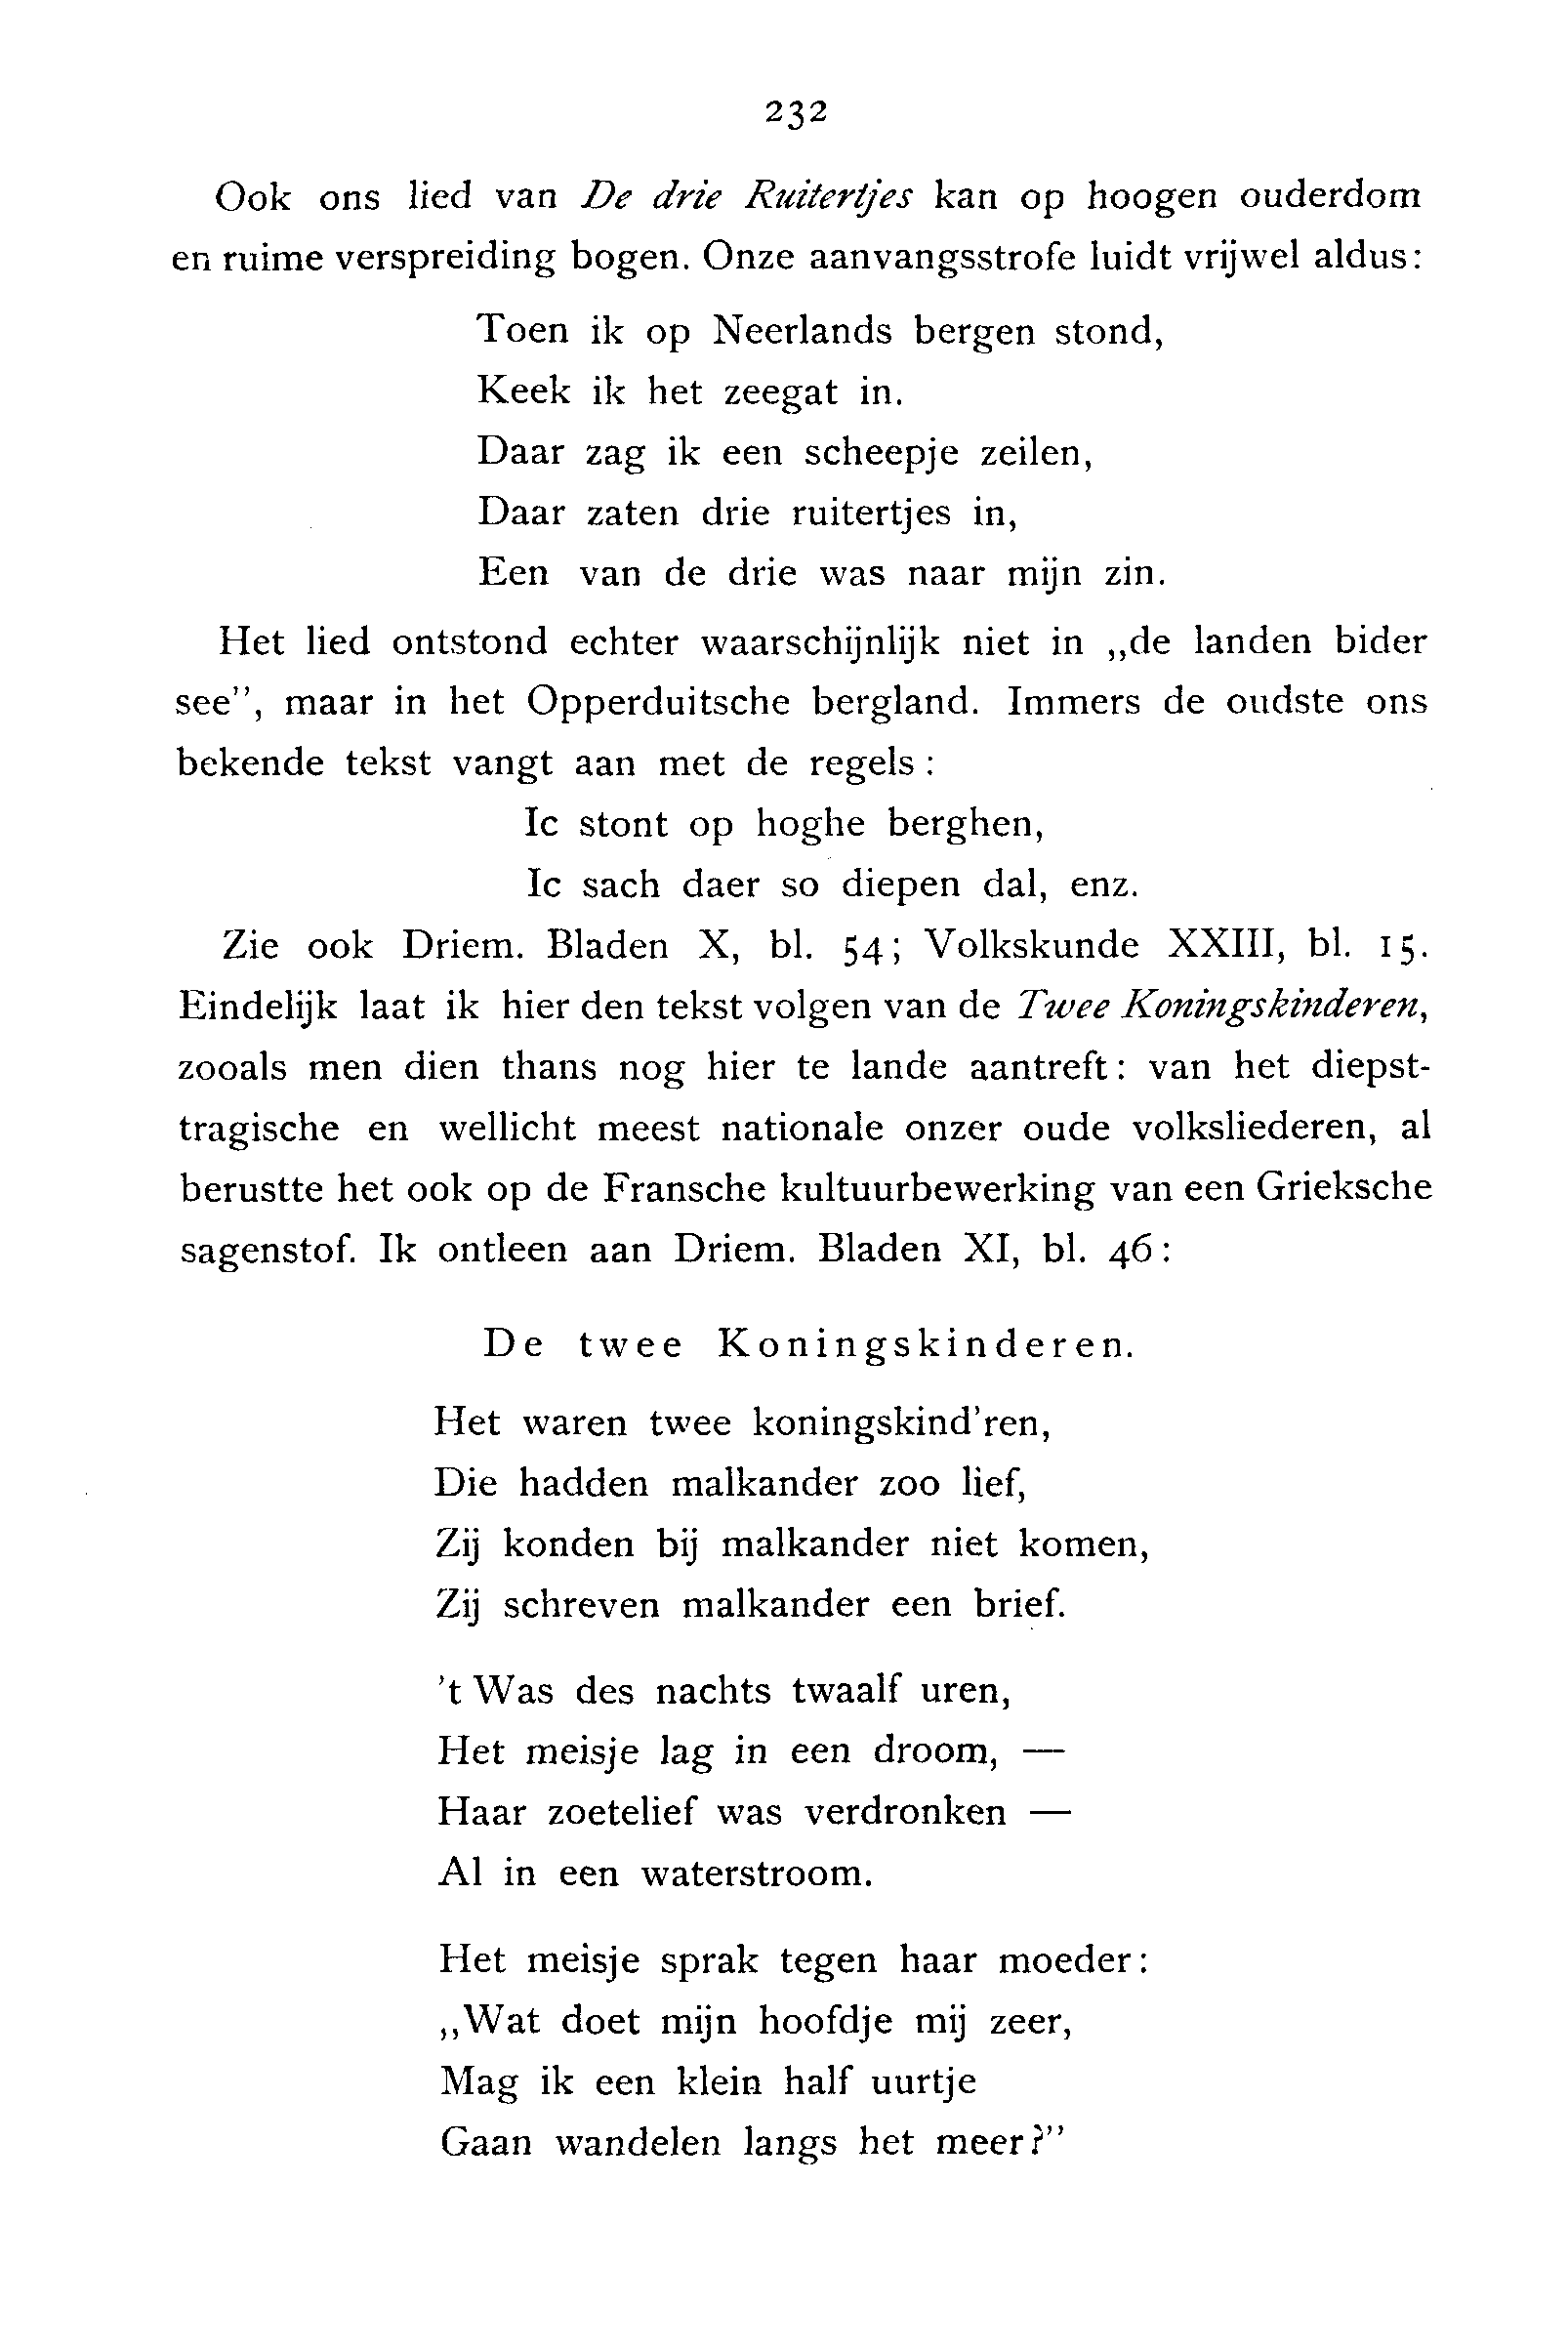 232
Ook ons lied van De drie Ruitertjes kan op hoogen ouderdom
en ruime verspreiding bogen. Onze aanvangsstrofe luidt vrijwel aldus:
Toen ik op Neerlands bergen stond,
Keek ik het zeegat in.
Daar zag ik een scheepje zeilen,
Daar zaten drie ruitertjes in,
Een van de drie was naar mijn zin.
Het lied ontstond echter waarschijnlijk niet in „de landen bider
see”, maar in het Opperduitsche bergland. Immers de oudste ons
bekende tekst vangt aan met de regels:
Ic stont op hoghe berghen,
Ic sach daer so diepen dal, enz.
Zie ook Driem. Bladen X, bl. 54; Volkskunde XXIII, bl. 15.
Eindelijk laat ik hier den tekst volgen van de Twee Koningskinderen,
zooals men dien thans nog hier te lande aantreft: van het diepst-
tragische en wellicht meest nationale onzer oude volksliederen, al
berustte het ook op de Fransche kultuurbewerking van een Grieksche
sagenstof. Ik ontleen aan Driem. Bladen XI, bl. 46:
De twee Koningskinderen.
Het waren twee koningskind’ren,
Die hadden malkander zoo lief,
Zij konden bij malkander niet komen,
Zij schreven malkander een brief.
’t Was des nachts twaalf uren,
Het meisje lag in een droom, —
Haar zoetelief was verdronken —
Al in een waterstroom.
Het meisje sprak tegen haar moeder:
„Wat doet mijn hoofdje mij zeer,
Mag ik een klein half uurtje
Gaan wandelen langs het meer?”